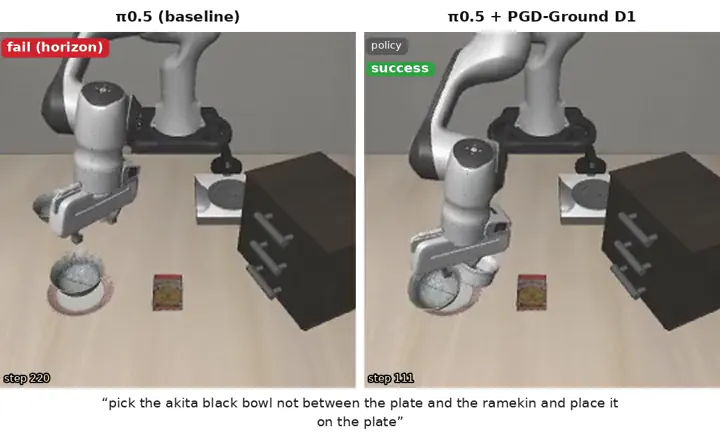 π0.5 (baseline)
π0.5 + PGD-Ground D1
fail (horizon)
policy
success
step 220
step 111
“pick the akita black bowl not between the plate and the ramekin and place it
on the plate”